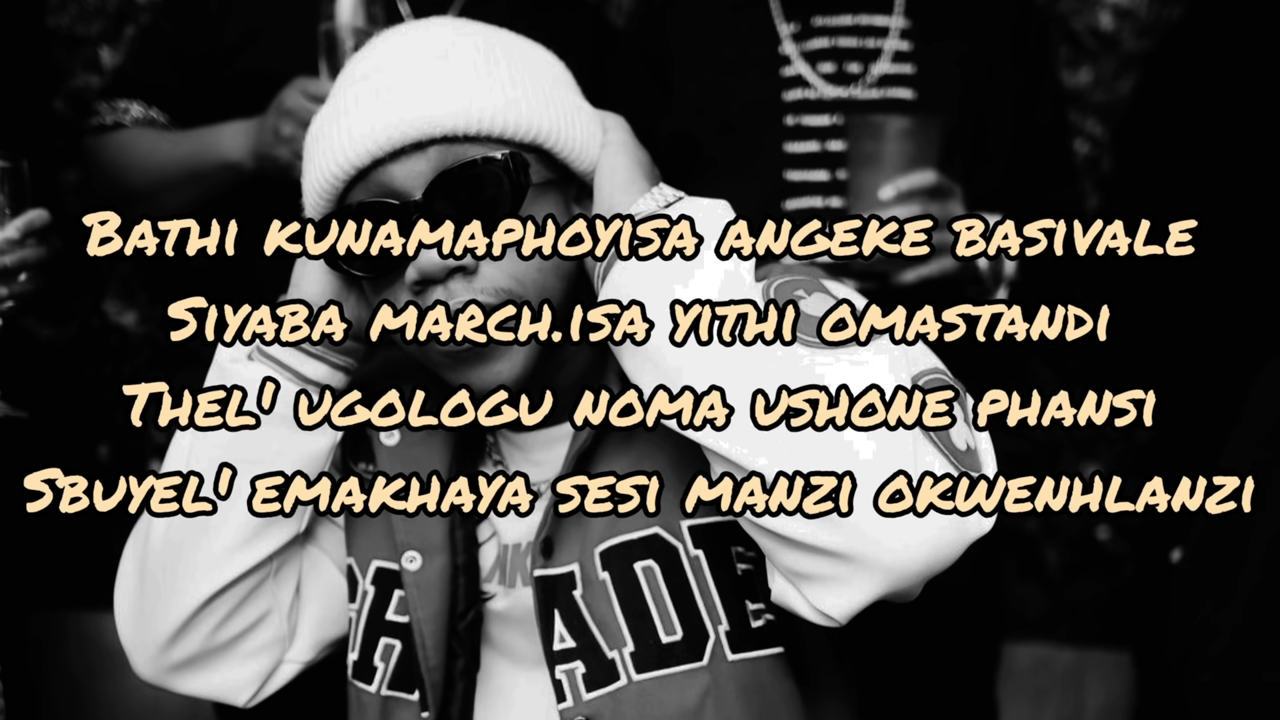 Bathi kunamaphoyisa angeke basivale
Siyaba march.isa yithi omastandi
Thel' ugologu noma ushone phansi
Sbuyel' emakhaya sesi manzi okwenhlanzi
ADE